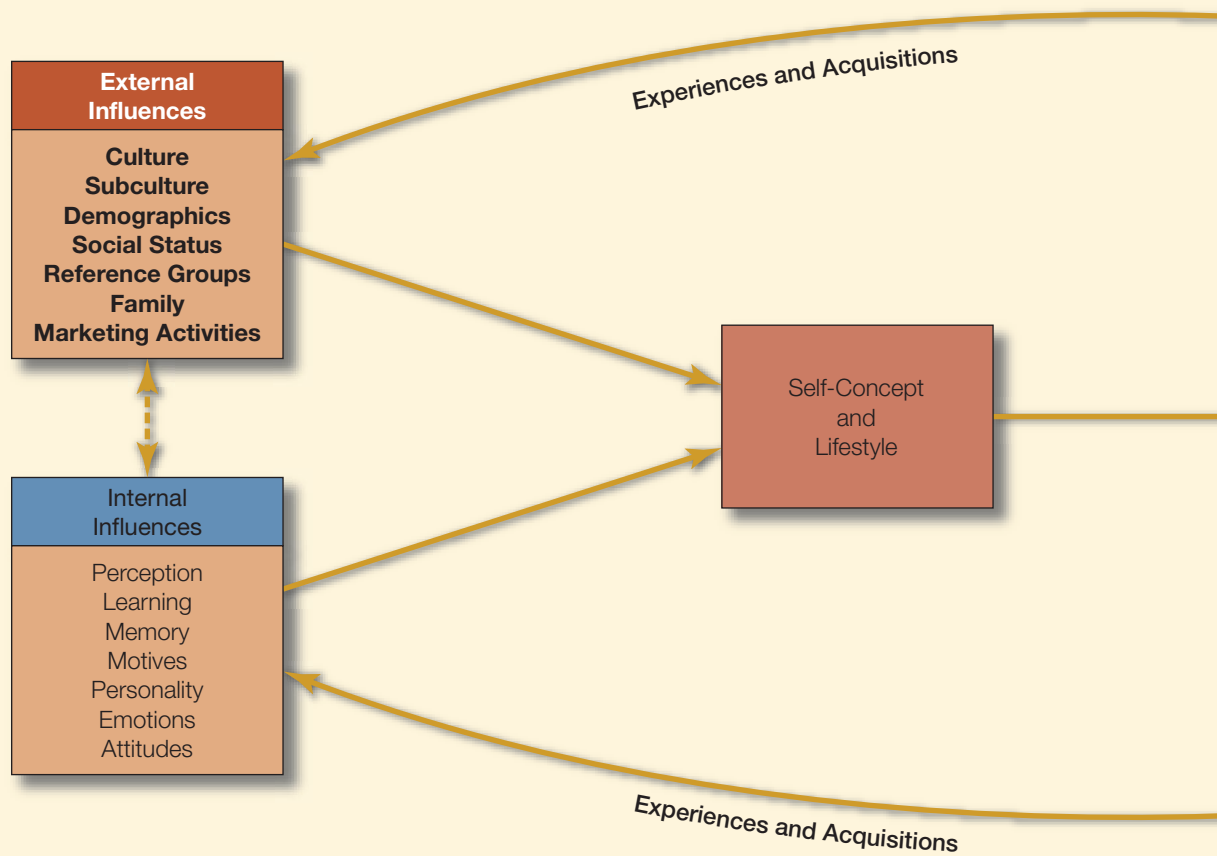 Experiences and Acquisitions
External
Influences
Culture
Subculture
Demographics
Social Status
Reference Groups
Family
Marketing Activities
Self-Concept
and
Lifestyle
Internal
Influences
Perception
Learning
Memory
Motives
Personality
Emotions
Attitudes
Experiences and Acquisitions